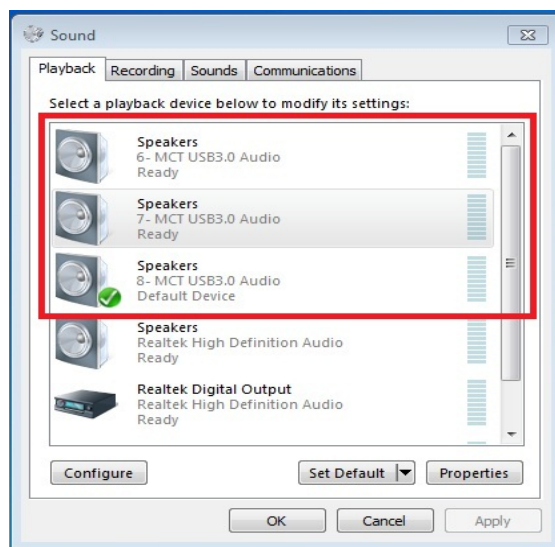 Sound
Playback Recording Sounds Communications
Select a playback device below to modify its settings:
Speakers
6- MCT USB3.0 Audio
Ready
Speakers
7- MCT USB3.0 Audio
Ready
Speakers
8- MCT USB3.0 Audio
Default Device
Speakers
Realtek High Definition Audio
Ready
Realtek Digital Output
Realtek High Definition Audio
Ready
Configure Set Default Properties
OK Cancel Apply